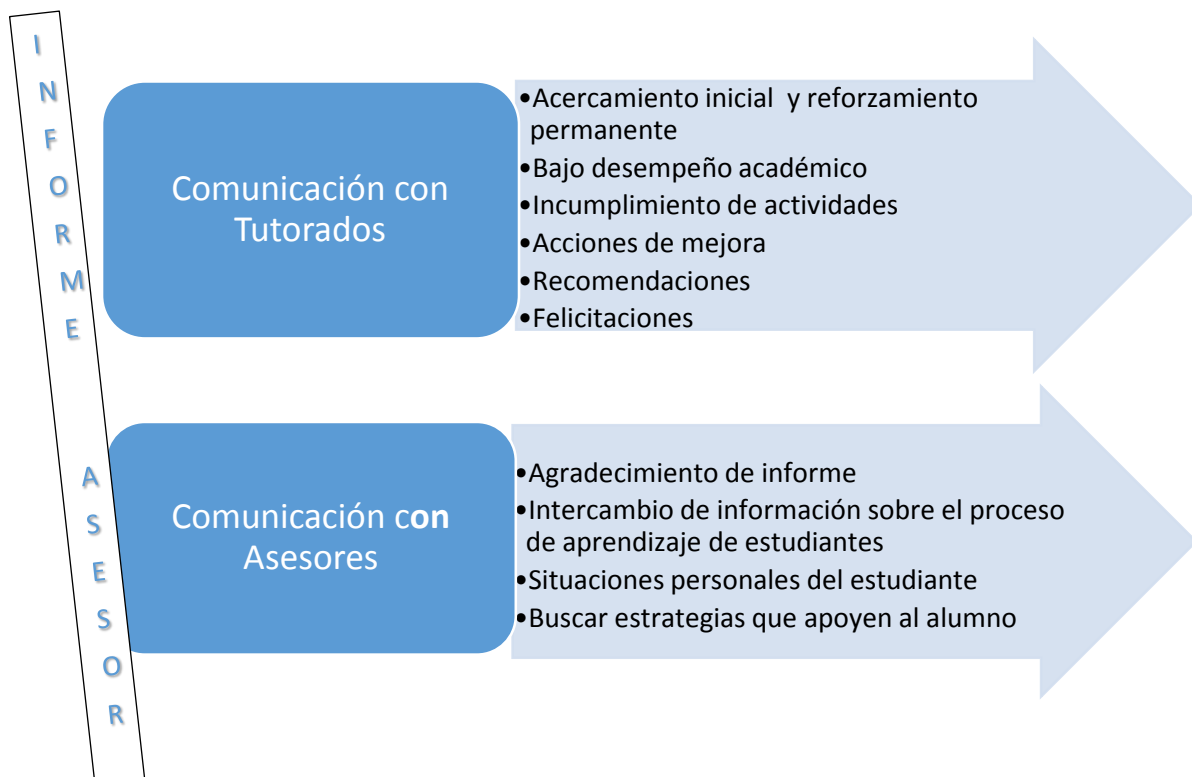 INFORME ASESOR
Comunicación con
Tutorados
•Acercamiento inicial y reforzamiento
permanente
•Bajo desempeño académico
•Incumplimiento de actividades
•Acciones de mejora
•Recomendaciones
•Felicitaciones
Comunicación con
Asesores
•Agradecimiento de informe
•Intercambio de información sobre el proceso
de aprendizaje de estudiantes
•Situaciones personales del estudiante
•Buscar estrategias que apoyen al alumno